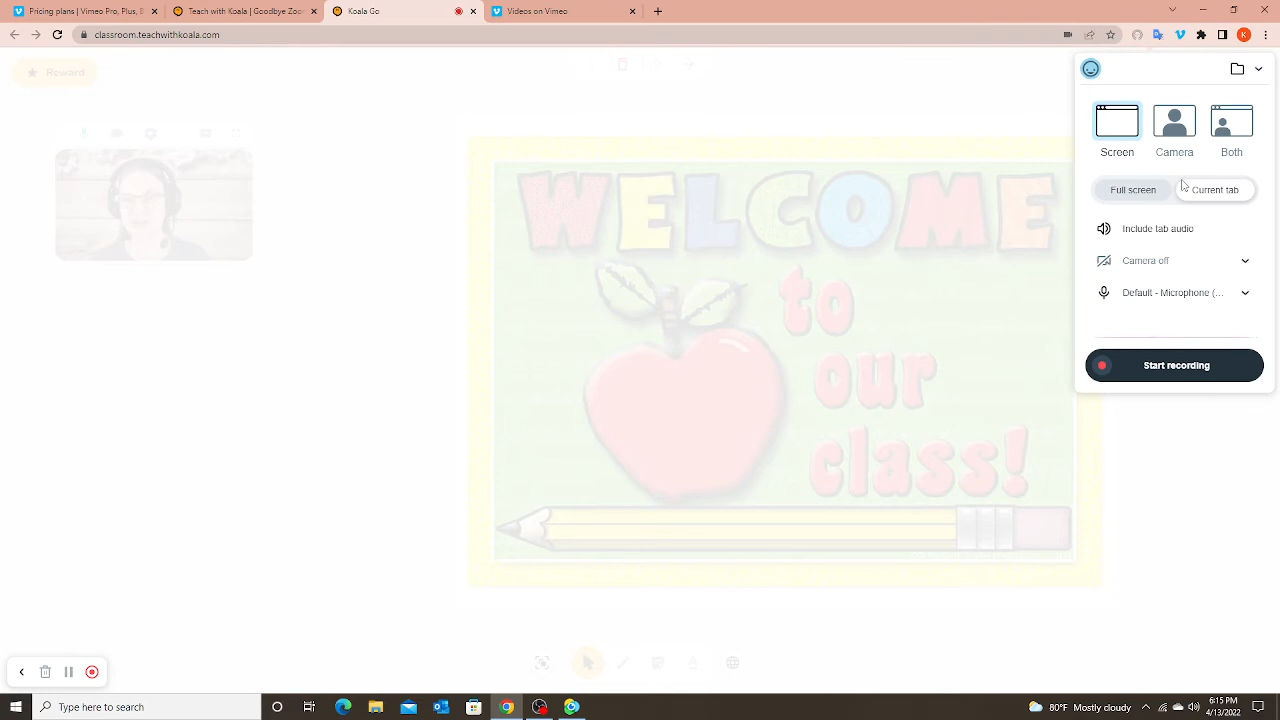 Pricing plans | Vimeo Pro, Plus, B
Teach with Koala | Goodbye Zoo
Koala Go
Videos on Vimeo
classroom.teachwithkoala.com
K
Reward
WELCOME
to
our
class!
Screen
Camera
Both
Full screen
Current tab
Include tab audio
Camera off
Default - Microphone (...
Start recording
Type here to search
80°F Mostly cloudy
6:15 PM
4/13/2022